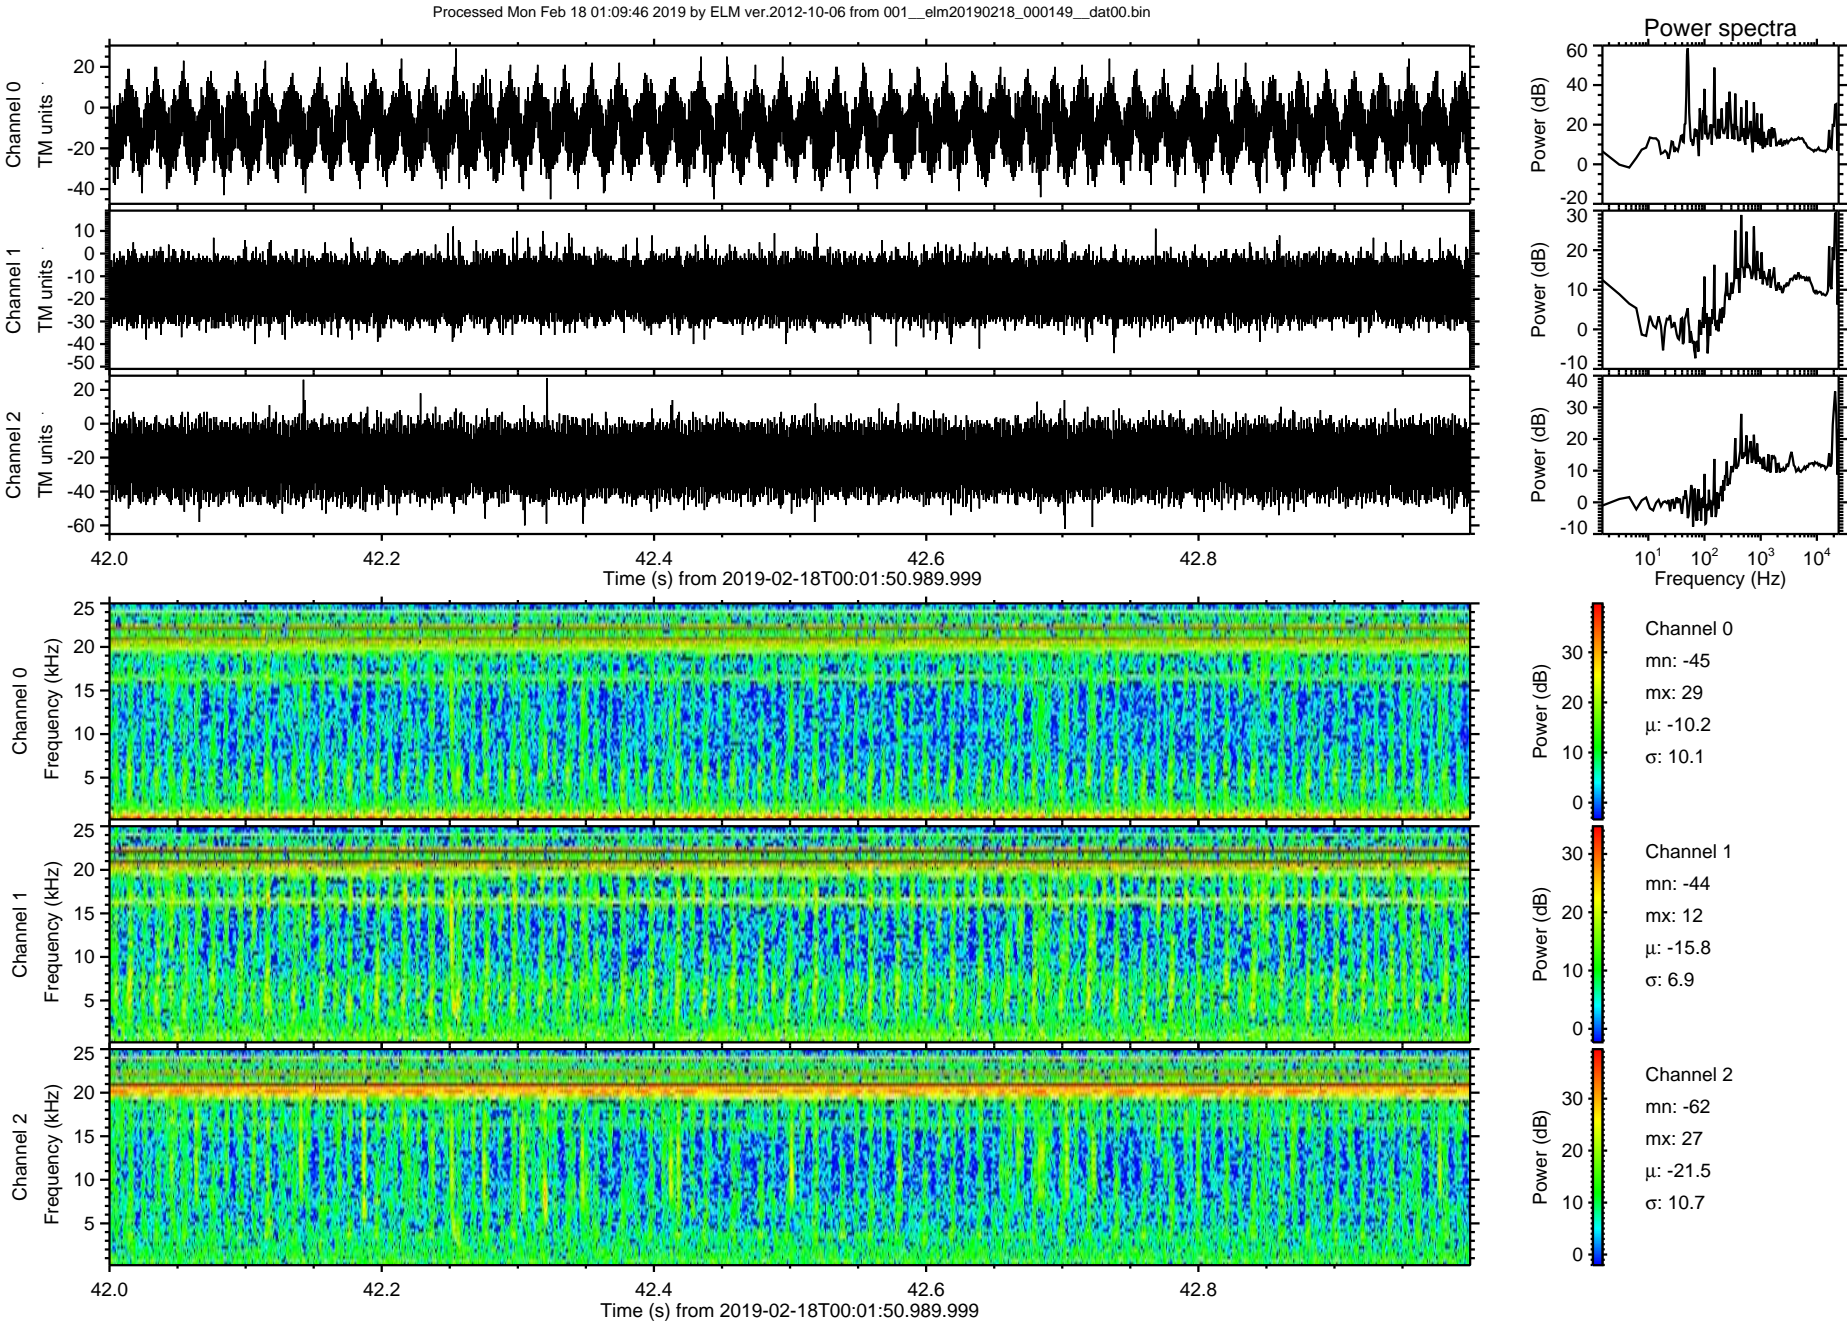 Processed Mon Feb 18 01:09:46 2019 by ELM ver.2012-10-06 from 001__elm20190218_000149__dat00.bin
Power spectra
Channel 0
TM units
20
0
-20
-40
Power (dB)
60
40
20
0
-20
Channel 1
TM units
10
0
-10
-20
-30
-40
-50
Power (dB)
30
20
10
0
-10
Channel 2
TM units
20
0
-20
-40
-60
Power (dB)
40
30
20
10
0
-10
42.0 42.2 42.4 42.6 42.8
Time (s) from 2019-02-18T00:01:50.989.999
10¹ 10² 10³ 10⁴
Frequency (Hz)
Channel 0
Frequency (kHz)
25
20
15
10
5
Power (dB)
30
20
10
0
Channel 0
mn: -45
mx: 29
μ: -10.2
σ: 10.1
Channel 1
Frequency (kHz)
25
20
15
10
5
Power (dB)
30
20
10
0
Channel 1
mn: -44
mx: 12
μ: -15.8
σ: 6.9
Channel 2
Frequency (kHz)
25
20
15
10
5
Power (dB)
30
20
10
0
Channel 2
mn: -62
mx: 27
μ: -21.5
σ: 10.7
42.0 42.2 42.4 42.6 42.8
Time (s) from 2019-02-18T00:01:50.989.999